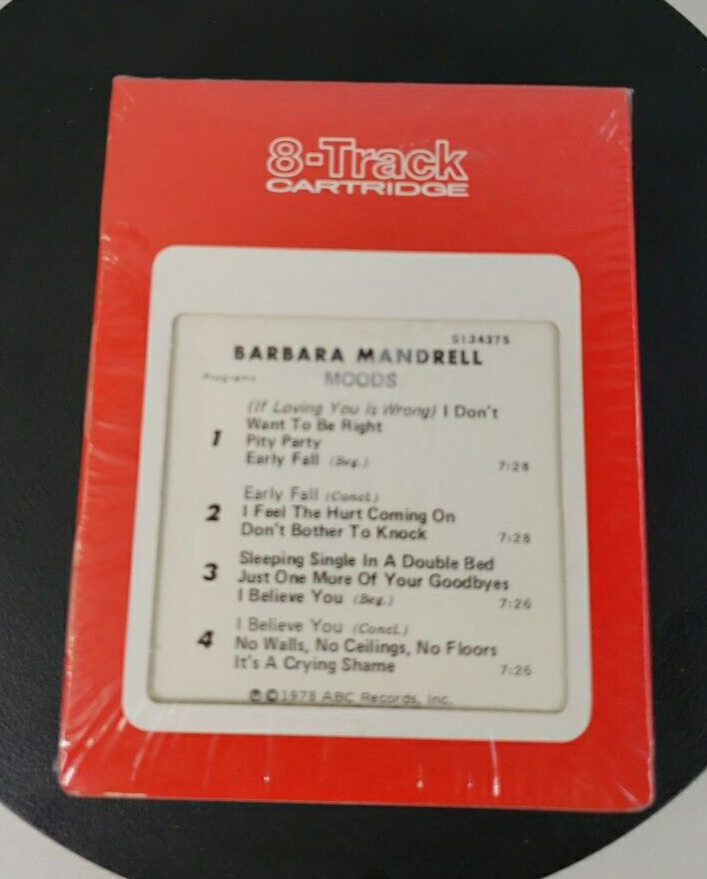 8-Track
CARTRIDGE
S134375
BARBARA MANDRELL
Programs
MOODS
(If Loving You Is Wrong) I Don't
Want To Be Right
1
Pity Party
Early Fall (Beg.)
7:28
Early Fall (Concl.)
2
I Feel The Hurt Coming On
Don't Bother To Knock
7:28
Sleeping Single In A Double Bed
3
Just One More Of Your Goodbyes
I Believe You (Beg.)
7:26
I Believe You (Concl.)
4
No Walls, No Ceilings, No Floors
It's A Crying Shame
7:26
℗ © 1978 ABC Records, Inc.